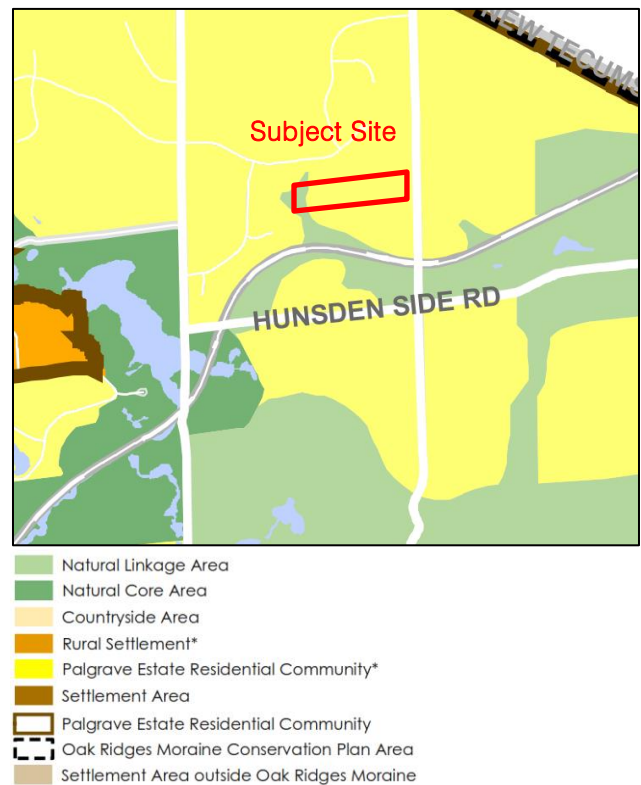 NEW TECUMS
Subject Site
HUNSDEN SIDE RD
Natural Linkage Area
Natural Core Area
Countryside Area
Rural Settlement*
Palgrave Estate Residential Community*
Settlement Area
Palgrave Estate Residential Community
Oak Ridges Moraine Conservation Plan Area
Settlement Area outside Oak Ridges Moraine